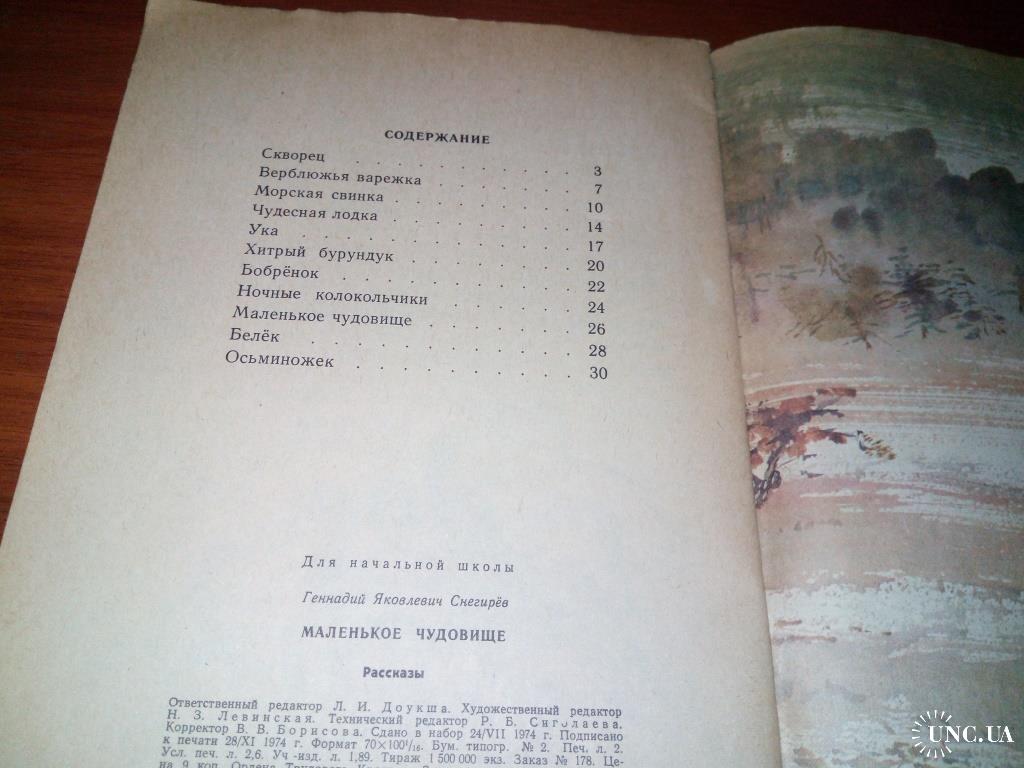 СОДЕРЖАНИЕ
Скворец . . . . . . . . . 3
Верблюжья варежка . . . . . . . 7
Морская свинка . . . . . . . . . 10
Чудесная лодка . . . . . . . . . 14
Ука . . . . . . . . . . . . 17
Хитрый бурундук . . . . . . . . 20
Бобрёнок . . . . . . . . . . . 22
Ночные колокольчики . . . . . . 24
Маленькое чудовище . . . . . . . 26
Белёк . . . . . . . . . . . . 28
Осьминожек . . . . . . . . . . 30
Для начальной школы
Геннадий Яковлевич Снегирёв
МАЛЕНЬКОЕ ЧУДОВИЩЕ
Рассказы
Ответственный редактор Л. И. Доукша. Художественный редактор
Н. З. Левинская. Технический редактор Р. Б. Сиголаева.
Корректор В. В. Борисова. Сдано в набор 24/VII 1974 г. Подписано
к печати 28/XI 1974 г. Формат 70×100¹/₁₆. Бум. типогр. № 2. Печ. л. 2.
Усл. печ. л. 2,6. Уч-изд. л. 1,89. Тираж 1 500 000 экз. Заказ № 178. Це-
на 9 коп. Ордена
UNC.UA